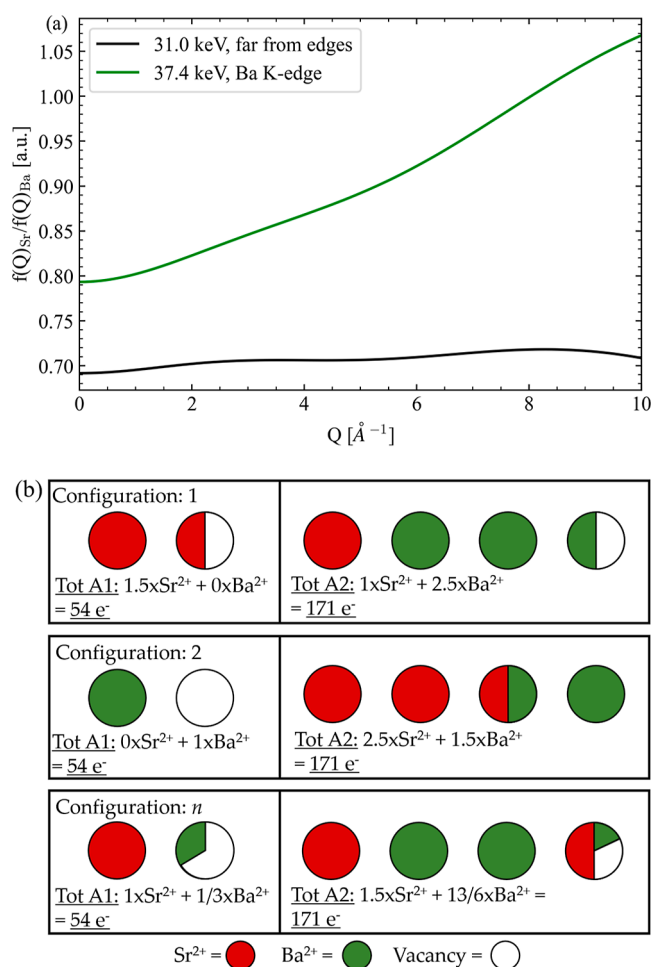 (a)
31.0 keV, far from edges
37.4 keV, Ba K-edge
1.05
1.00
0.95
0.90
0.85
0.80
0.75
0.70
f(Q)Sr/f(Q)Ba [a.u.]
0 2 4 6 8 10
Q [Å⁻¹]
(b)
Configuration: 1
Tot A1: 1.5xSr²⁺ + 0xBa²⁺
= 54 e⁻
Tot A2: 1xSr²⁺ + 2.5xBa²⁺
= 171 e⁻
Configuration: 2
Tot A1: 0xSr²⁺ + 1xBa²⁺
= 54 e⁻
Tot A2: 2.5xSr²⁺ + 1.5xBa²⁺
= 171 e⁻
Configuration: n
Tot A1: 1xSr²⁺ + 1/3xBa²⁺
= 54 e⁻
Tot A2: 1.5xSr²⁺ + 13/6xBa²⁺ =
171 e⁻
Sr²⁺ = Ba²⁺ = Vacancy =